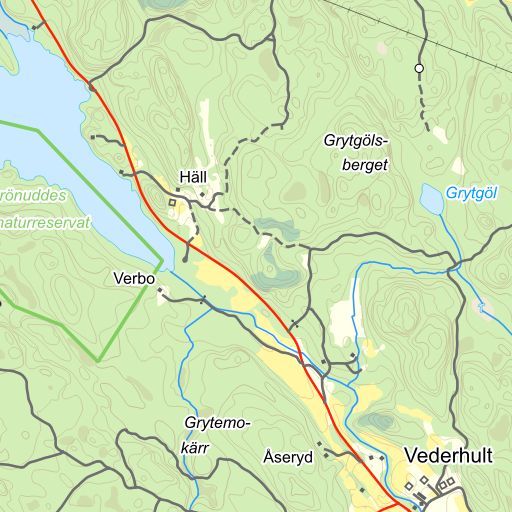 Grytgöls-
berget
Häll
Grytgöl
rönuddes
naturreservat
Verbo
Grytemo-
kärr
Åseryd
Vederhult